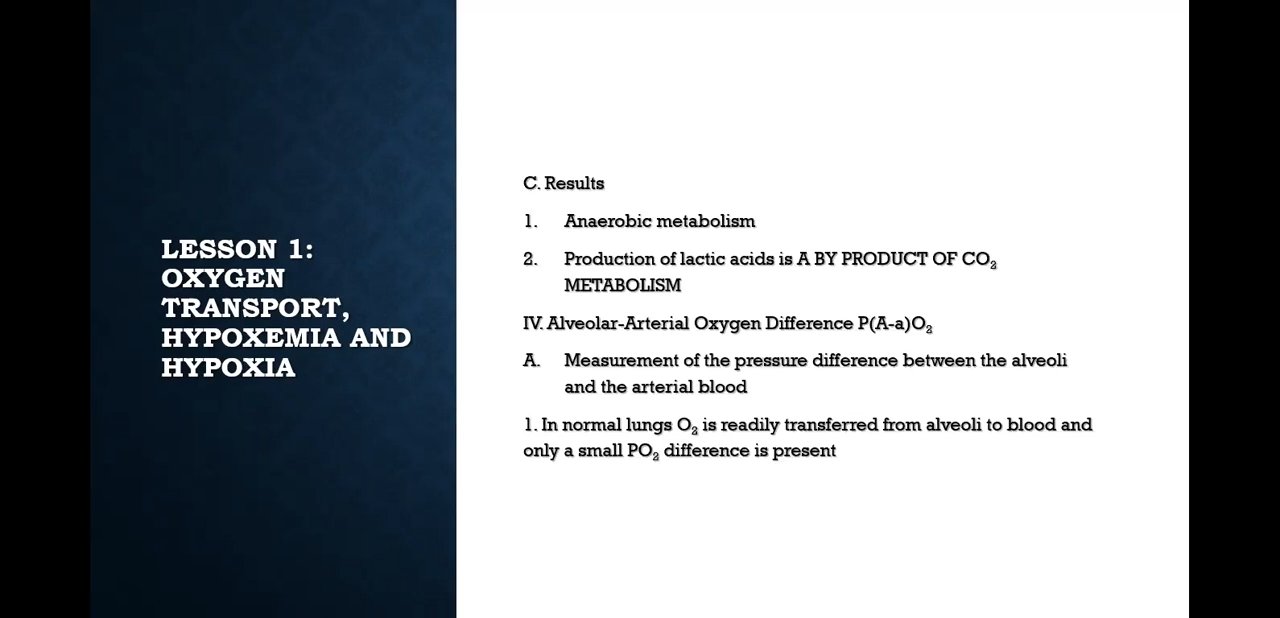 LESSON 1:
OXYGEN
TRANSPORT,
HYPOXEMIA AND
HYPOXIA
C. Results
1. Anaerobic metabolism
2. Production of lactic acids is A BY PRODUCT OF CO₂
METABOLISM
IV. Alveolar-Arterial Oxygen Difference P(A-a)O₂
A. Measurement of the pressure difference between the alveoli
and the arterial blood
1. In normal lungs O₂ is readily transferred from alveoli to blood and
only a small PO₂ difference is present